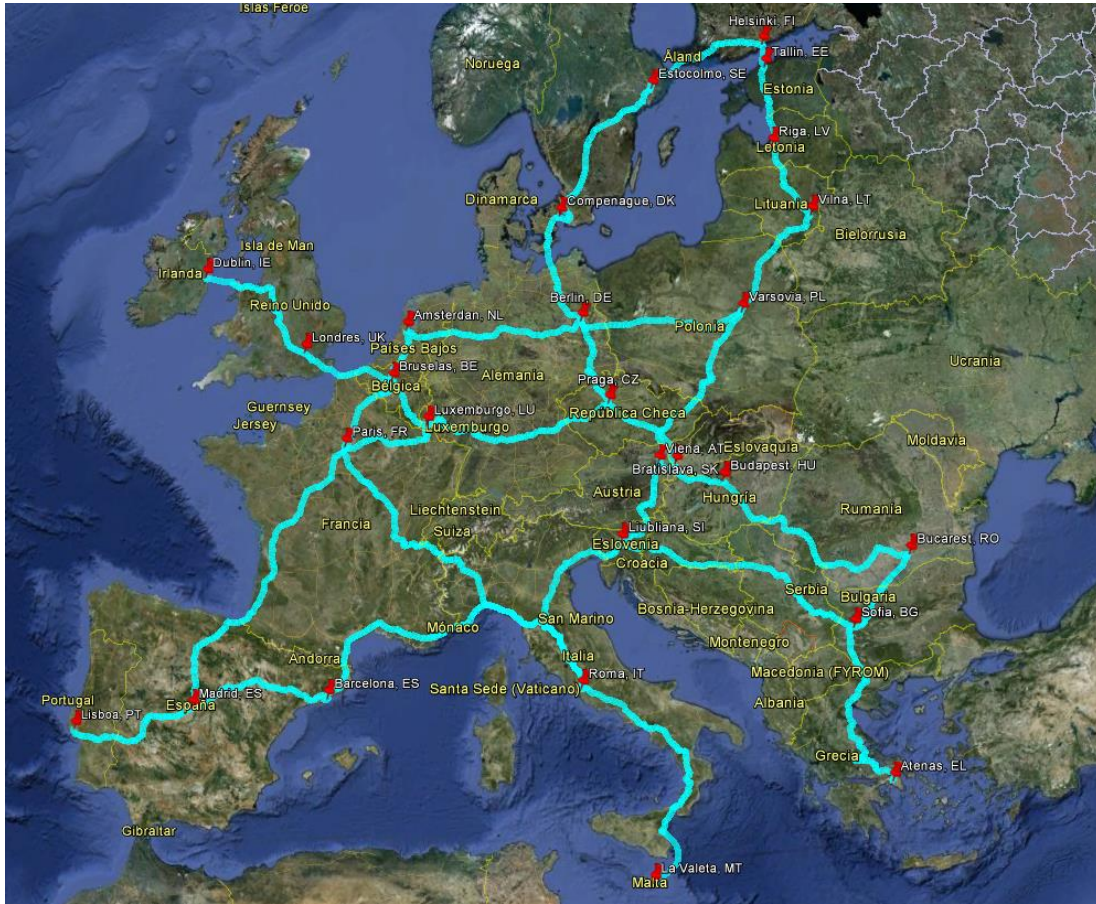 Islas Feroe
Helsinki, FI
Noruega
Åland
Tallin, EE
Estocolmo, SE
Estonia
Riga, LV
Letonia
Dinamarca
Compenague, DK
Lituania
Vilna, LT
Isla de Man
Bielorrusia
Dublin, IE
Irlanda
Reino Unido
Berlin, DE
Varsovia, PL
Amsterdan, NL
Polonia
Londres, UK
Países Bajos
Ucrania
Bruselas, BE
Alemania
Bélgica
Praga, CZ
Guernsey
Luxemburgo, LU
República Checa
Jersey
Luxemburgo
Paris, FR
Moldavia
Viena, AT
Eslovaquia
Bratislava, SK
Budapest, HU
Austria
Hungría
Liechtenstein
Rumania
Francia
Suiza
Liubliana, SI
Eslovenia
Bucarest, RO
Croacia
Serbia
Bulgaria
Bosnia-Herzegovina
Sofia, BG
San Marino
Mónaco
Montenegro
Italia
Andorra
Macedonia (FYROM)
Roma, IT
Barcelona, ES
Santa Sede (Vaticano)
Madrid, ES
Portugal
España
Albania
Lisboa, PT
Grecia
Atenas, EL
Gibraltar
La Valeta, MT
Malta